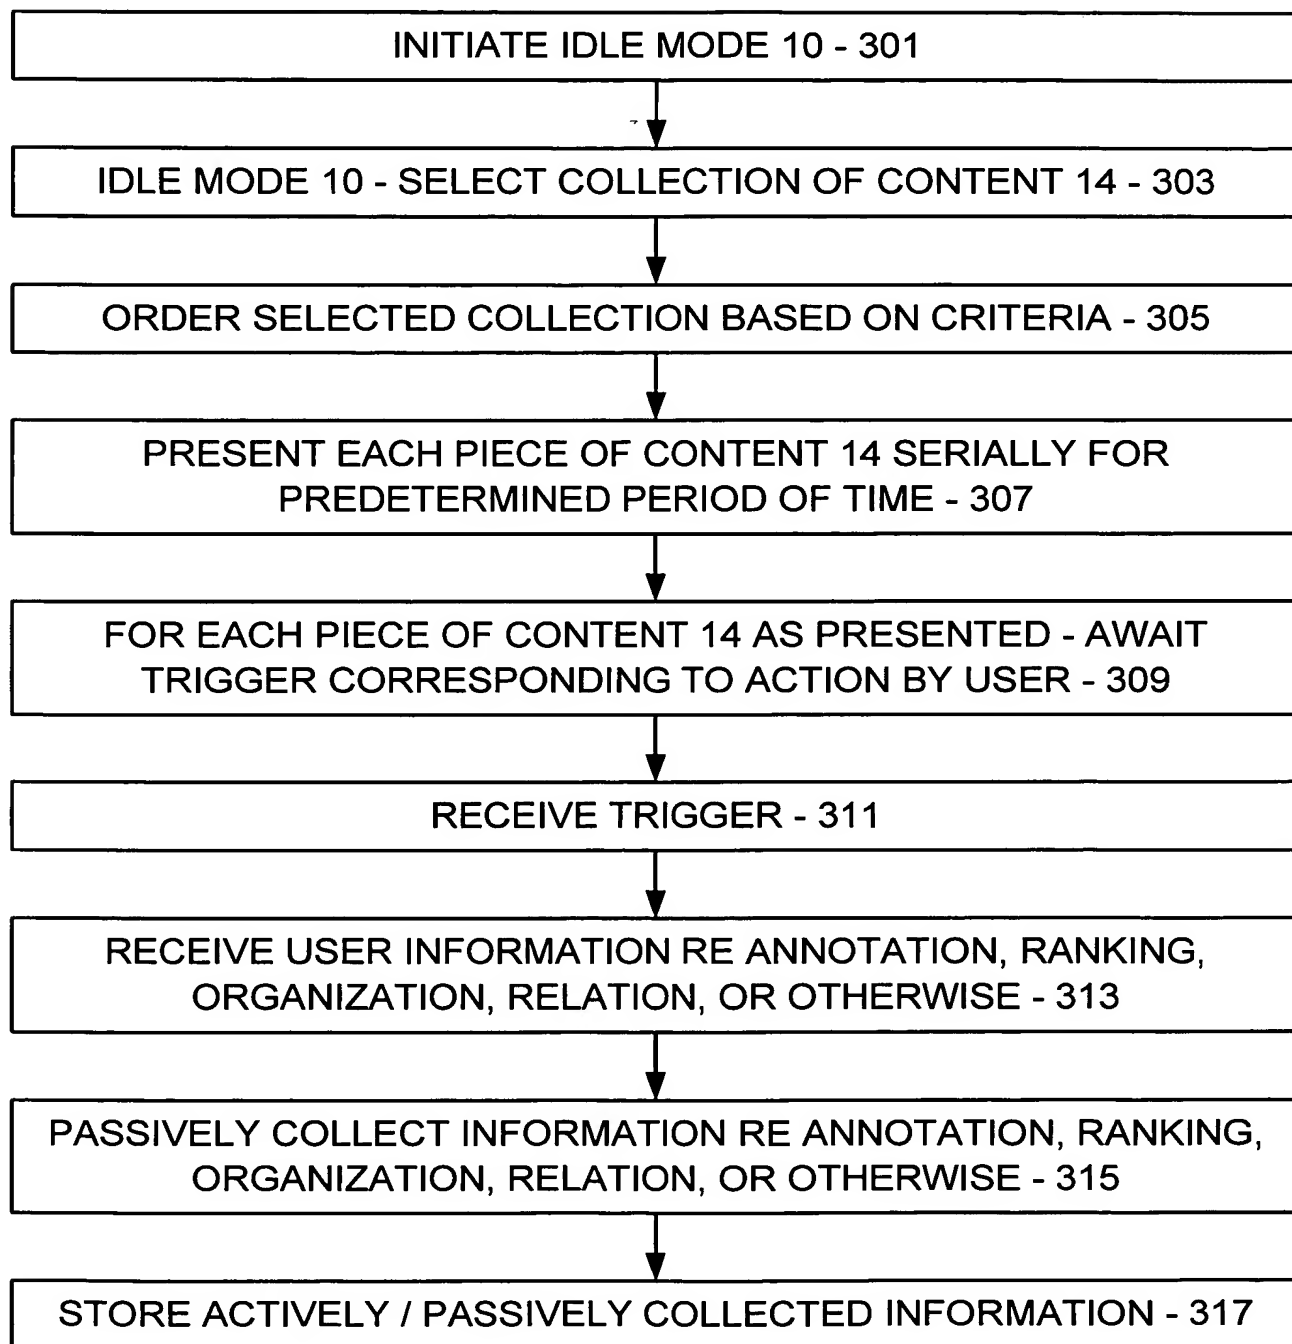 INITIATE IDLE MODE 10 - 301
IDLE MODE 10 - SELECT COLLECTION OF CONTENT 14 - 303
ORDER SELECTED COLLECTION BASED ON CRITERIA - 305
PRESENT EACH PIECE OF CONTENT 14 SERIALLY FOR
PREDETERMINED PERIOD OF TIME - 307
FOR EACH PIECE OF CONTENT 14 AS PRESENTED - AWAIT
TRIGGER CORRESPONDING TO ACTION BY USER - 309
RECEIVE TRIGGER - 311
RECEIVE USER INFORMATION RE ANNOTATION, RANKING,
ORGANIZATION, RELATION, OR OTHERWISE - 313
PASSIVELY COLLECT INFORMATION RE ANNOTATION, RANKING,
ORGANIZATION, RELATION, OR OTHERWISE - 315
STORE ACTIVELY / PASSIVELY COLLECTED INFORMATION - 317